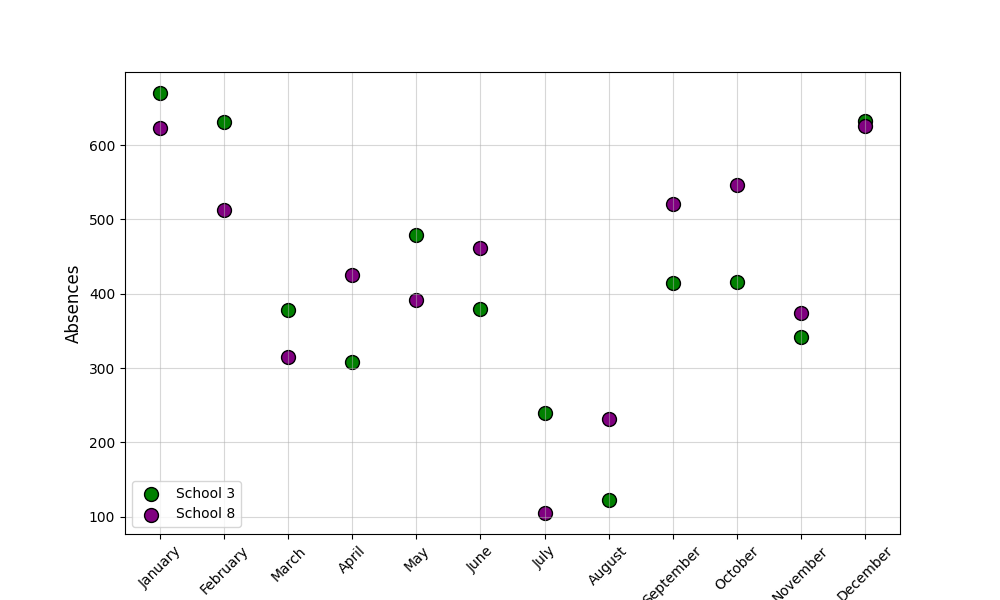 600
500
400
300
200
100
Absences
School 3
School 8
January
February
March
April
May
June
July
August
September
October
November
December